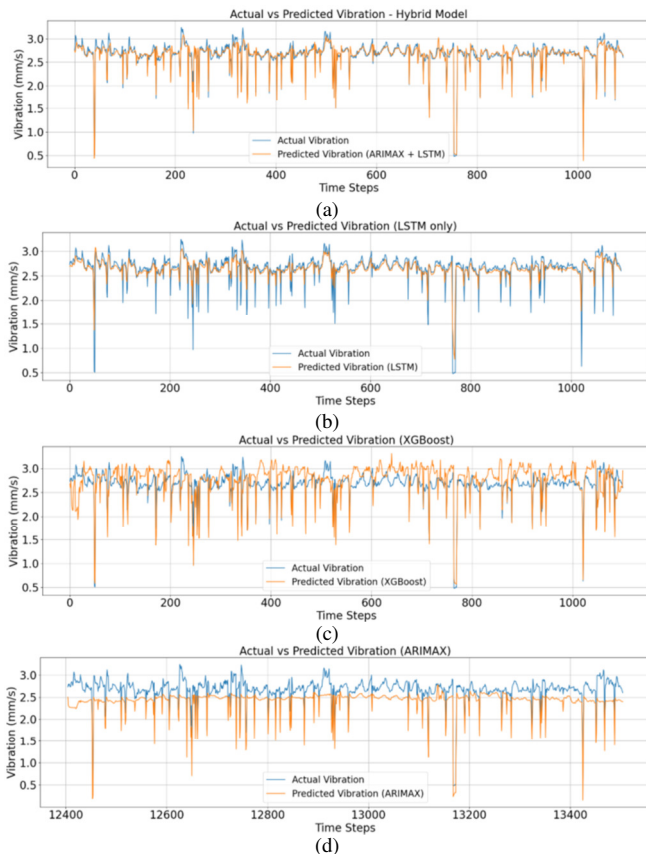 Actual vs Predicted Vibration - Hybrid Model
Vibration (mm/s)
3.0
2.5
2.0
1.5
1.0
0.5
Actual Vibration
Predicted Vibration (ARIMAX + LSTM)
0 200 400 600 800 1000
Time Steps
(a)
Actual vs Predicted Vibration (LSTM only)
Vibration (mm/s)
3.0
2.5
2.0
1.5
1.0
0.5
Actual Vibration
Predicted Vibration (LSTM)
0 200 400 600 800 1000
Time Steps
(b)
Actual vs Predicted Vibration (XGBoost)
Vibration (mm/s)
3.0
2.5
2.0
1.5
1.0
0.5
Actual Vibration
Predicted Vibration (XGBoost)
0 200 400 600 800 1000
Time Steps
(c)
Actual vs Predicted Vibration (ARIMAX)
Vibration (mm/s)
3.0
2.5
2.0
1.5
1.0
0.5
Actual Vibration
Predicted Vibration (ARIMAX)
12400 12600 12800 13000 13200 13400
Time Steps
(d)